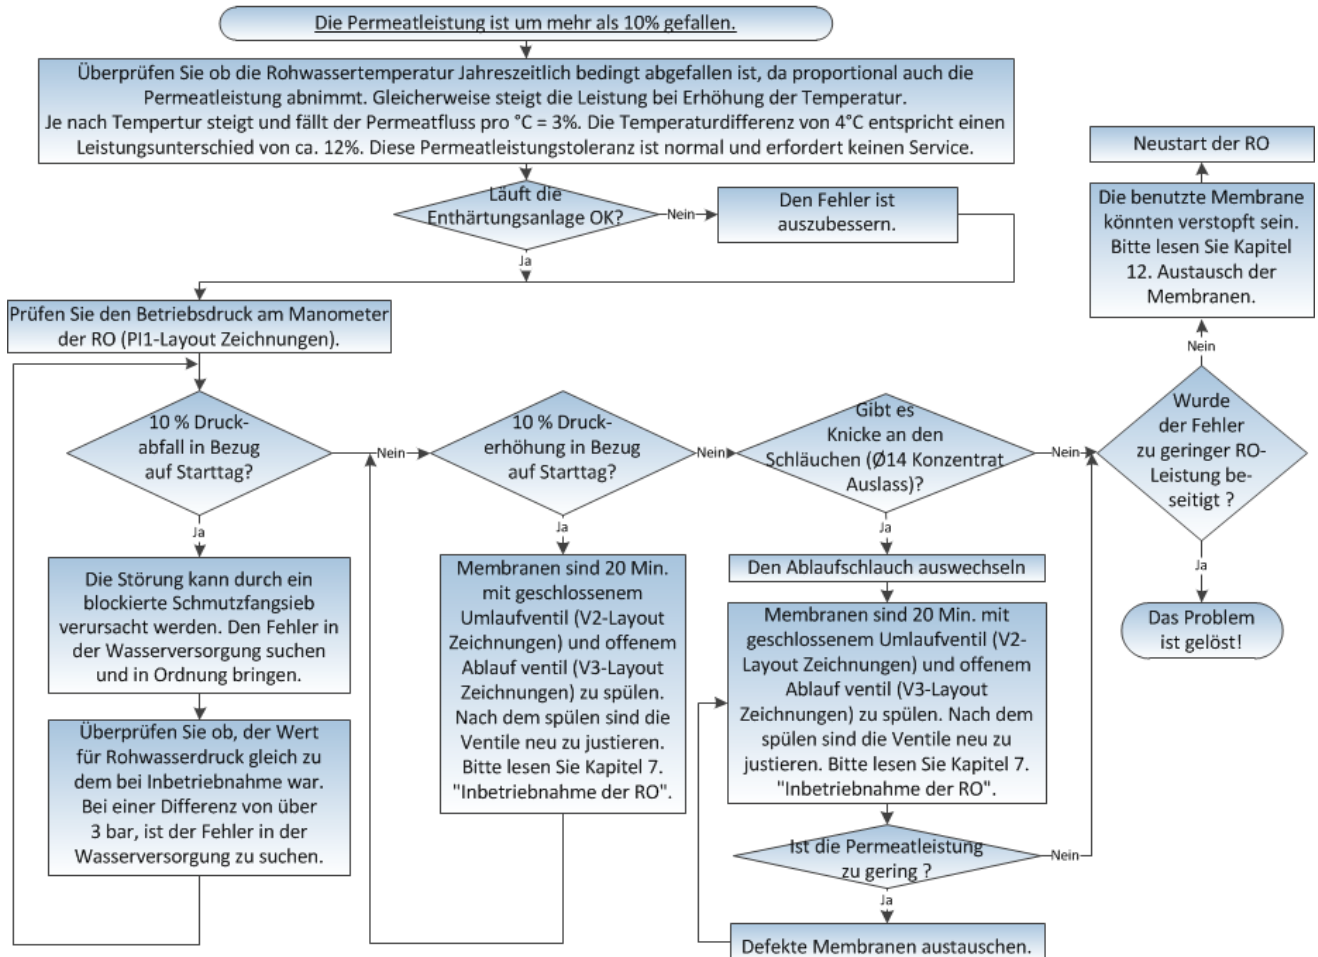 Die Permeatleistung ist um mehr als 10% gefallen.
Überprüfen Sie ob die Rohwassertemperatur Jahreszeitlich bedingt abgefallen ist, da proportional auch die
Permeatleistung abnimmt. Gleicherweise steigt die Leistung bei Erhöhung der Temperatur.
Je nach Tempertur steigt und fällt der Permeatfluss pro °C = 3%. Die Temperaturdifferenz von 4°C entspricht einen
Leistungsunterschied von ca. 12%. Diese Permeatleistungstoleranz ist normal und erfordert keinen Service.
Läuft die
Enthärtungsanlage OK?
Nein
Den Fehler ist
auszubessern.
Ja
Prüfen Sie den Betriebsdruck am Manometer
der RO (PI1-Layout Zeichnungen).
10 % Druck-
abfall in Bezug
auf Starttag?
Ja
Die Störung kann durch ein
blockierte Schmutzfangsieb
verursacht werden. Den Fehler in
der Wasserversorgung suchen
und in Ordnung bringen.
Überprüfen Sie ob, der Wert
für Rohwasserdruck gleich zu
dem bei Inbetriebnahme war.
Bei einer Differenz von über
3 bar, ist der Fehler in der
Wasserversorgung zu suchen.
Nein
10 % Druck-
erhöhung in Bezug
auf Starttag?
Ja
Membranen sind 20 Min.
mit geschlossenem
Umlaufventil (V2-Layout
Zeichnungen) und offenem
Ablauf ventil (V3-Layout
Zeichnungen) zu spülen.
Nach dem spülen sind die
Ventile neu zu justieren.
Bitte lesen Sie Kapitel 7.
"Inbetriebnahme der RO".
Nein
Gibt es
Knicke an den
Schläuchen (Ø14 Konzentrat
Auslass)?
Ja
Den Ablaufschlauch auswechseln
Membranen sind 20 Min. mit
geschlossenem Umlaufventil (V2-
Layout Zeichnungen) und offenem
Ablauf ventil (V3-Layout
Zeichnungen) zu spülen. Nach dem
spülen sind die Ventile neu zu
justieren. Bitte lesen Sie Kapitel 7.
"Inbetriebnahme der RO".
Ist die Permeatleistung
zu gering ?
Nein
Ja
Defekte Membranen austauschen.
Nein
Wurde
der Fehler
zu geringer RO-
Leistung be-
seitigt ?
Nein
Die benutzte Membrane
könnten verstopft sein.
Bitte lesen Sie Kapitel
12. Austausch der
Membranen.
Neustart der RO
Ja
Das Problem
ist gelöst!